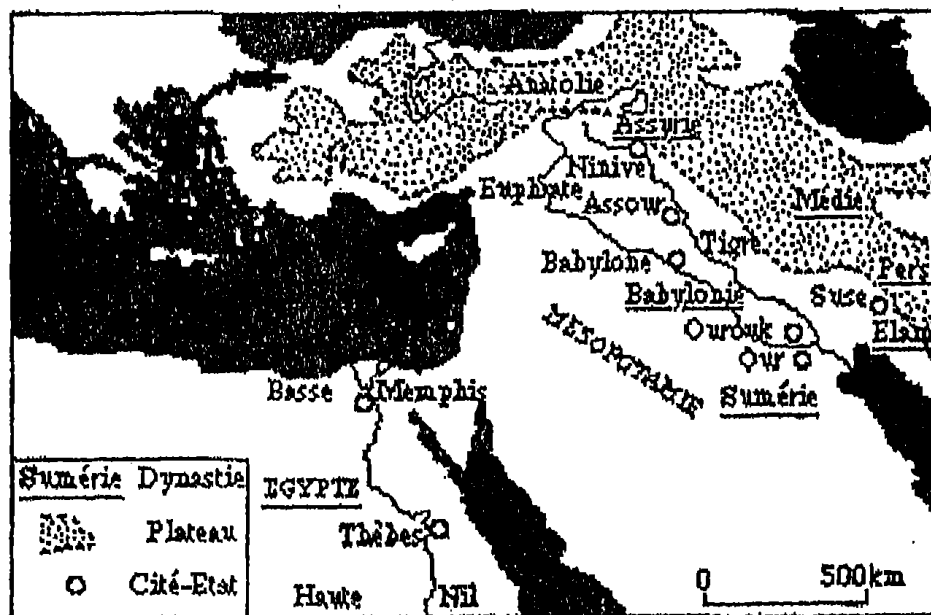 Anatolie
Assyrie
Ninive
Euphrate
Assour
Médie
Tigre
Babylone
Pers
Babylonie
Suse
Ourouk
Elam
Our
MESOPOTAMIE
Sumérie
Basse
Memphis
Sumérie Dynastie
EGYPTE
Plateau
Thèbes
Cité-Etat
Haute
Nil
0 500km